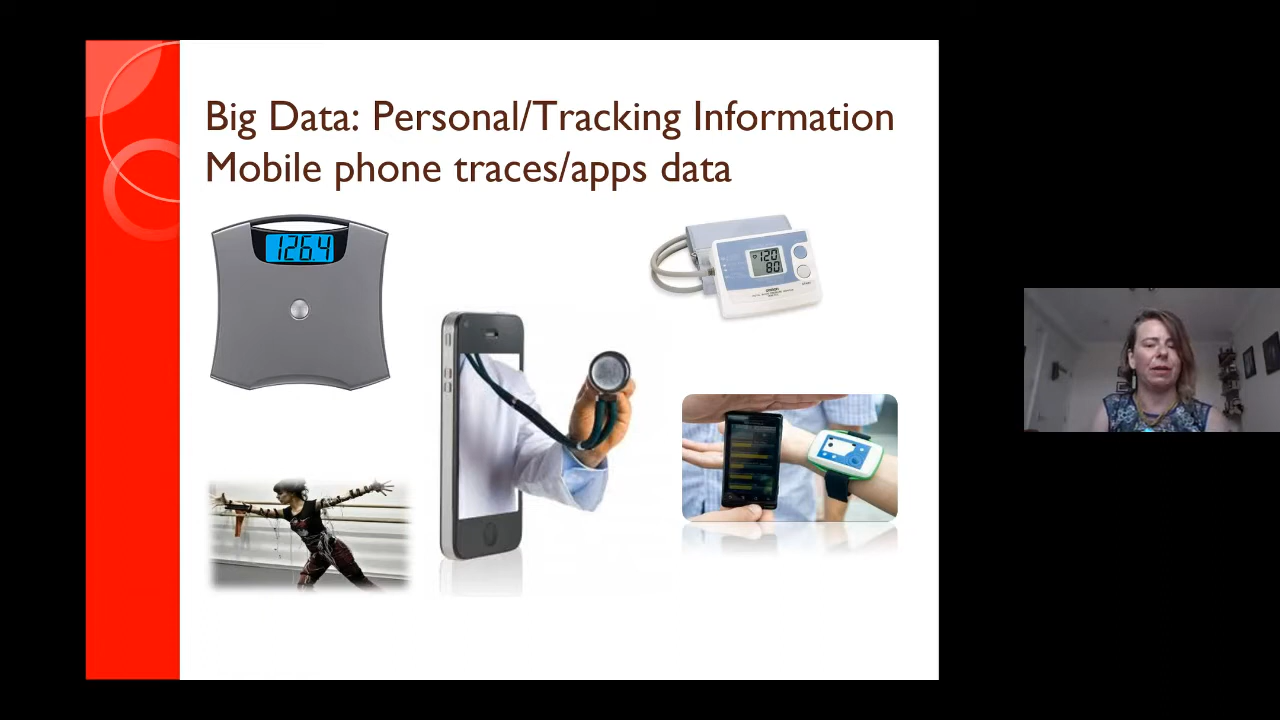 Big Data: Personal/Tracking Information
Mobile phone traces/apps data
126.4
120
80